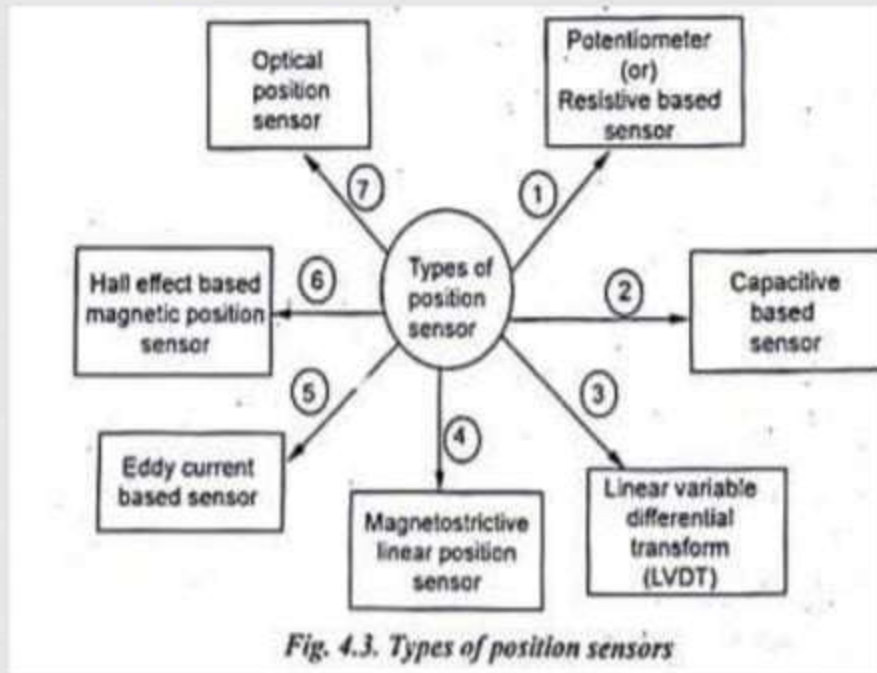 Optical
position
sensor
Potentiometer
(or)
Resistive based
sensor
7
1
Types of
position
sensor
Hall effect based
magnetic position
sensor
6
2
Capacitive
based
sensor
5
3
4
Eddy current
based sensor
Magnetostrictive
linear position
sensor
Linear variable
differential
transform
(LVDT)
Fig. 4.3. Types of position sensors